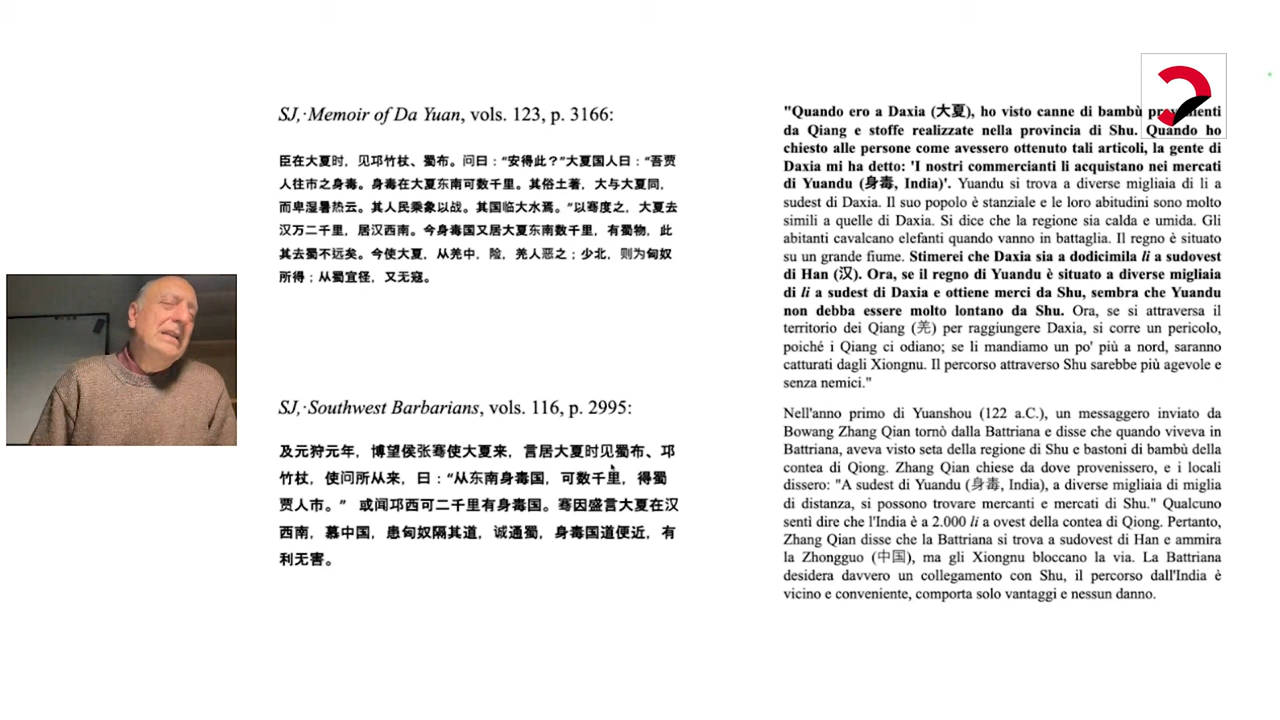 SJ,·Memoir of Da Yuan, vols. 123, p. 3166:
臣在大夏时，见邛竹杖、蜀布。问曰：“安得此？”大夏国人曰：“吾贾
人往市之身毒。身毒在大夏东南可数千里。其俗土著，大与大夏同，
而卑湿暑热云。其人民乘象以战。其国临大水焉。”以骞度之，大夏去
汉万二千里，居汉西南。今身毒国又居大夏东南数千里，有蜀物，此
其去蜀不远矣。今使大夏，从羌中，险，羌人恶之；少北，则为匈奴
所得；从蜀宜径，又无寇。
SJ,·Southwest Barbarians, vols. 116, p. 2995:
及元狩元年，博望侯张骞使大夏来，言居大夏时见蜀布、邛
竹杖，使问所从来，曰：“从东南身毒国，可数千里，得蜀
贾人市。” 或闻邛西可二千里有身毒国。骞因盛言大夏在汉
西南，慕中国，患匈奴隔其道，诚通蜀，身毒国道便近，有
利无害。
"Quando ero a Daxia (大夏), ho visto canne di bambù
da Qiang e stoffe realizzate nella provincia di Shu. Quando ho
chiesto alle persone come avessero ottenuto tali articoli, la gente di
Daxia mi ha detto: 'I nostri commercianti li acquistano nei mercati
di Yuandu (身毒, India)'. Yuandu si trova a diverse migliaia di li a
sudest di Daxia. Il suo popolo è stanziale e le loro abitudini sono molto
simili a quelle di Daxia. Si dice che la regione sia calda e umida. Gli
abitanti cavalcano elefanti quando vanno in battaglia. Il regno è situato
su un grande fiume. Stimerei che Daxia sia a dodicimila li a sudovest
di Han (汉). Ora, se il regno di Yuandu è situato a diverse migliaia
di li a sudest di Daxia e ottiene merci da Shu, sembra che Yuandu
non debba essere molto lontano da Shu. Ora, se si attraversa il
territorio dei Qiang (羌) per raggiungere Daxia, si corre un pericolo,
poiché i Qiang ci odiano; se li mandiamo un po' più a nord, saranno
catturati dagli Xiongnu. Il percorso attraverso Shu sarebbe più agevole e
senza nemici."
Nell'anno primo di Yuanshou (122 a.C.), un messaggero inviato da
Bowang Zhang Qian tornò dalla Battriana e disse che quando viveva in
Battriana, aveva visto seta della regione di Shu e bastoni di bambù della
contea di Qiong. Zhang Qian chiese da dove provenissero, e i locali
dissero: "A sudest di Yuandu (身毒, India), a diverse migliaia di miglia
di distanza, si possono trovare mercanti e mercati di Shu." Qualcuno
sentì dire che l'India è a 2.000 li a ovest della contea di Qiong. Pertanto,
Zhang Qian disse che la Battriana si trova a sudovest di Han e ammira
la Zhongguo (中国), ma gli Xiongnu bloccano la via. La Battriana
desidera davvero un collegamento con Shu, il percorso dall'India è
vicino e conveniente, comporta solo vantaggi e nessun danno.